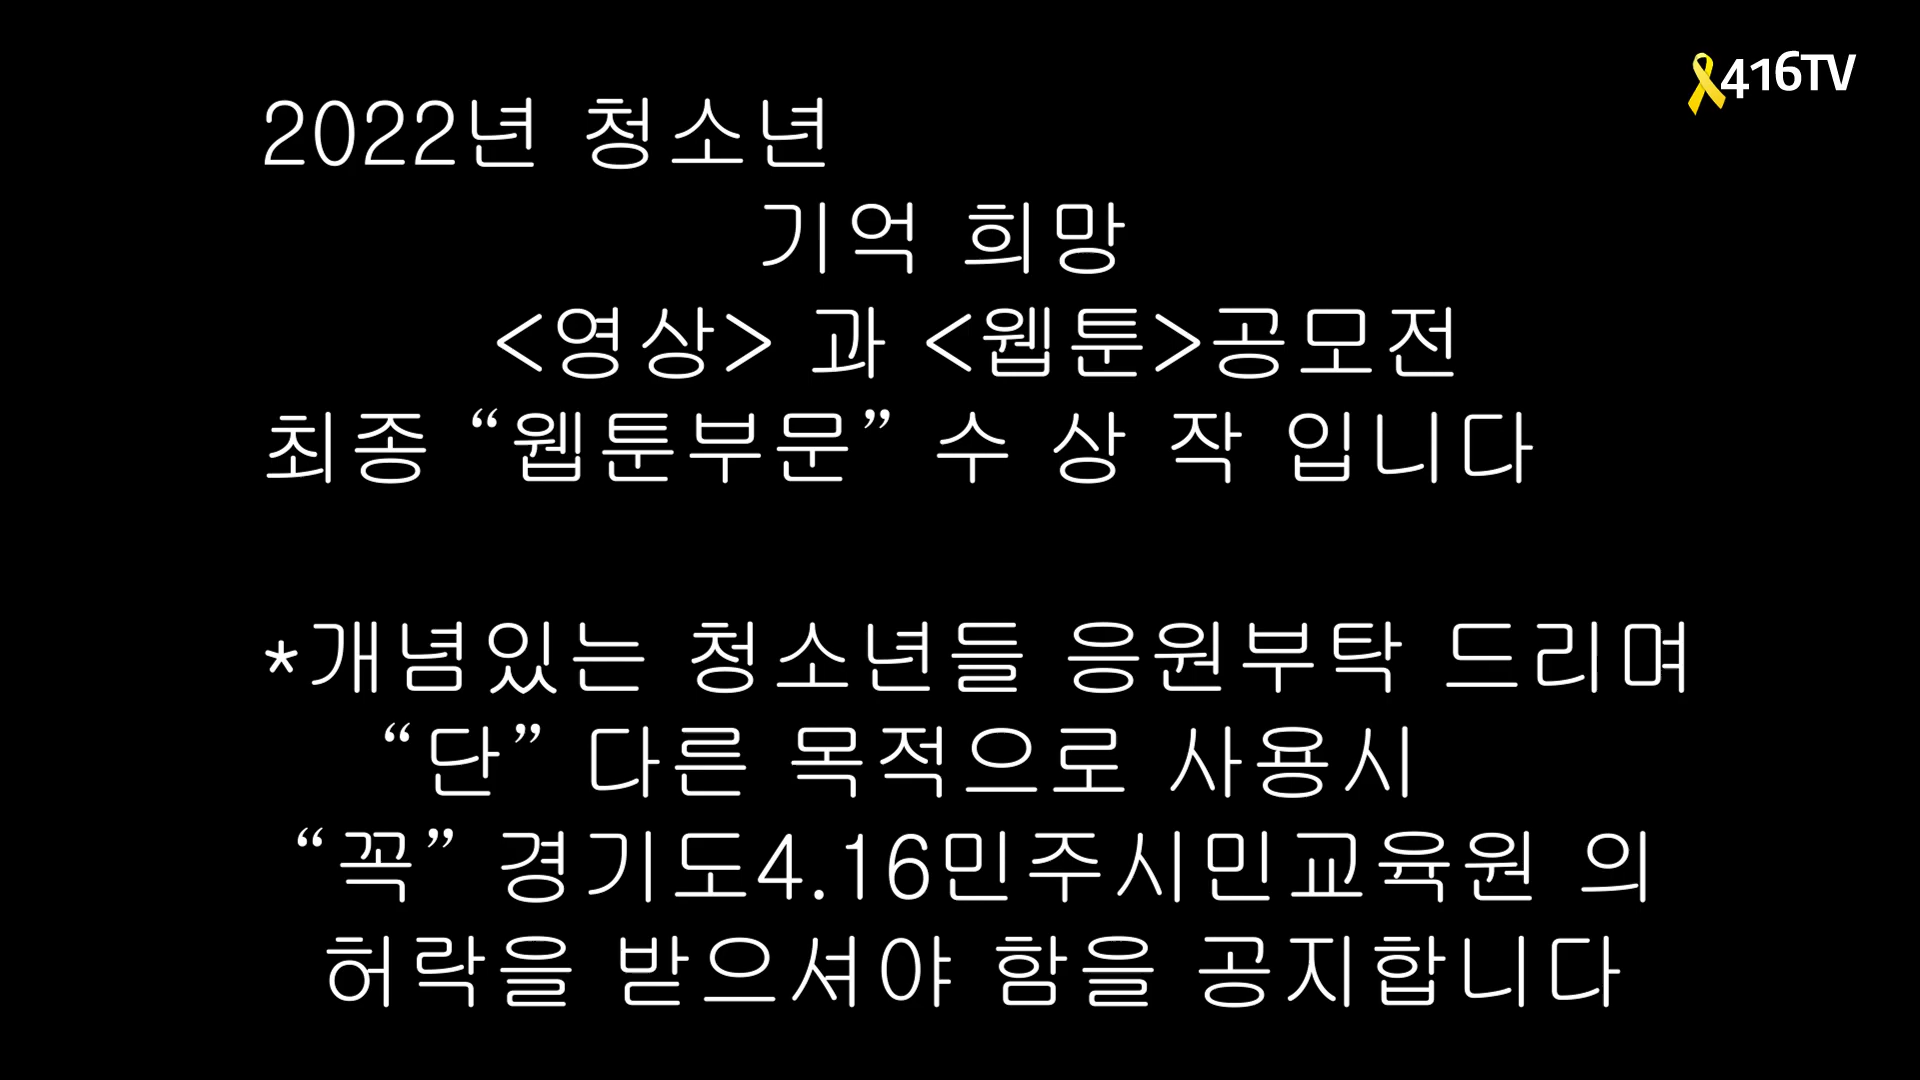 416TV
2022년 청소년
기억 희망
<영상> 과 <웹툰>공모전
최종 “웹툰부문” 수 상 작 입니다
*개념있는 청소년들 응원부탁 드리며
“단” 다른 목적으로 사용시
“꼭” 경기도4.16민주시민교육원 의
허락을 받으셔야 함을 공지합니다